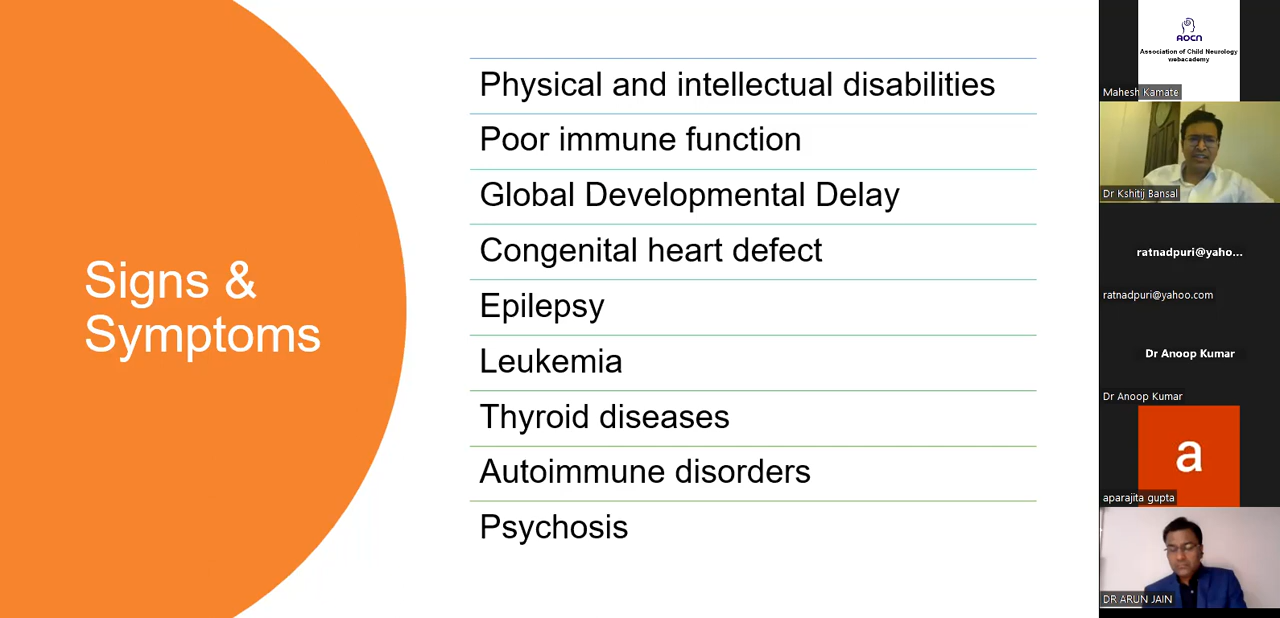 Signs &
Symptoms
Physical and intellectual disabilities
Poor immune function
Global Developmental Delay
Congenital heart defect
Epilepsy
Leukemia
Thyroid diseases
Autoimmune disorders
Psychosis
AOCN
Association of Child Neurology
webacademy
Mahesh Kamate
Dr Kshitij Bansal
ratnadpuri@yaho...
ratnadpuri@yahoo.com
Dr Anoop Kumar
Dr Anoop Kumar
a
aparajita gupta
DR ARUN JAIN